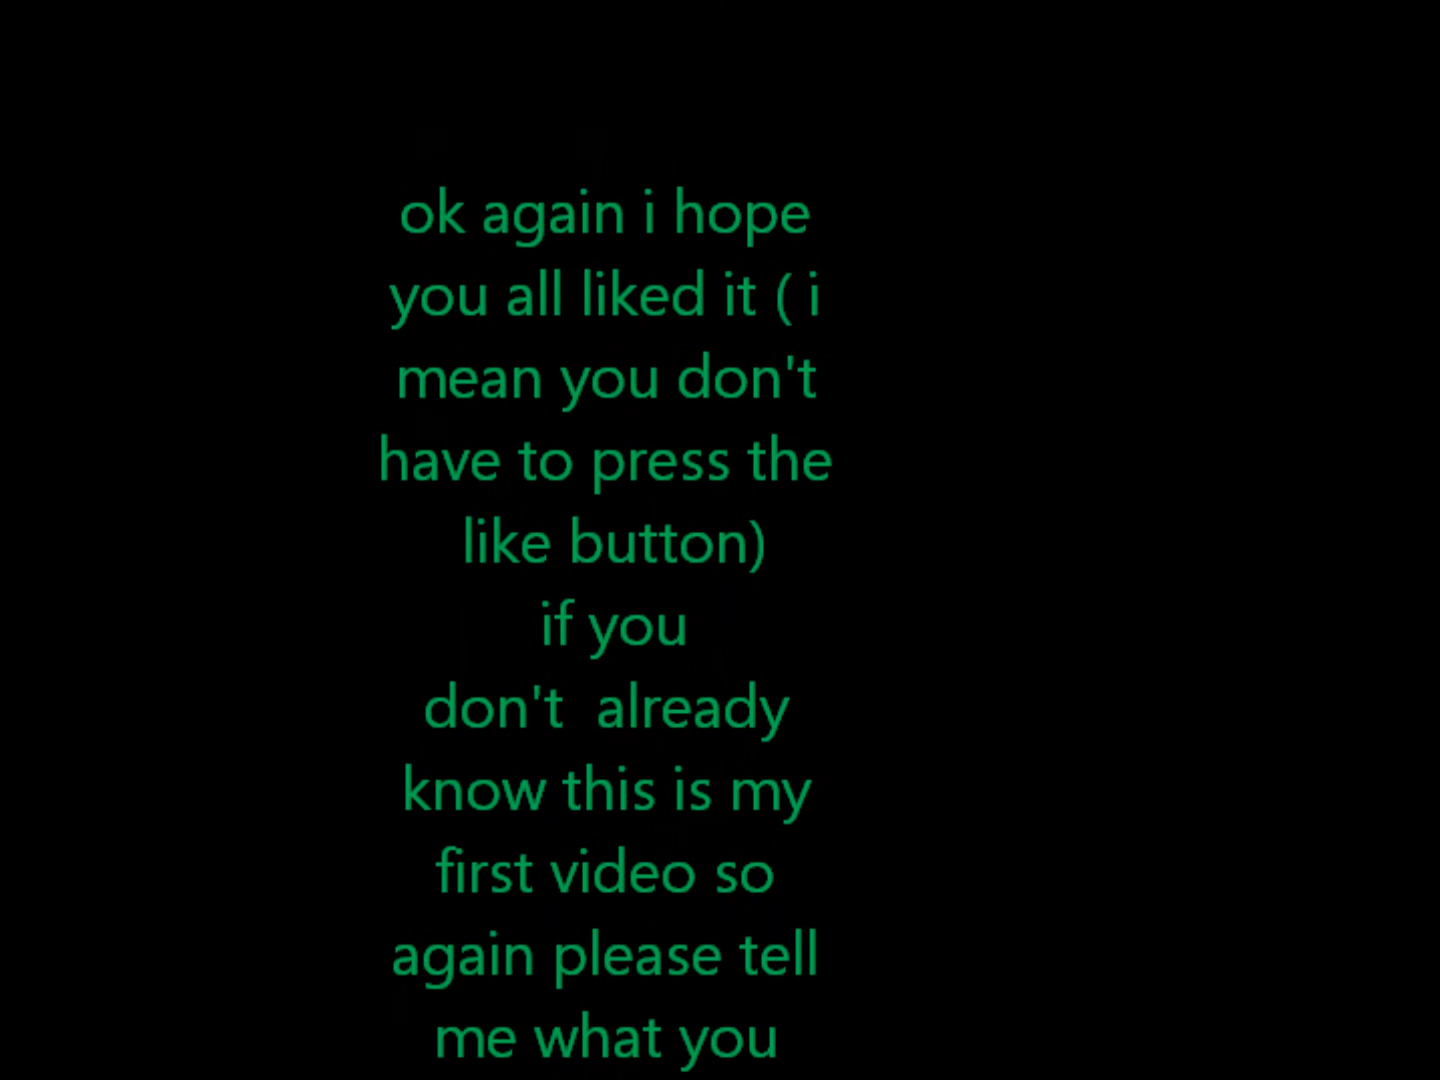 ok again i hope
you all liked it ( i
mean you don't
have to press the
like button)
if you
don't  already
know this is my
first video so
again please tell
me what you